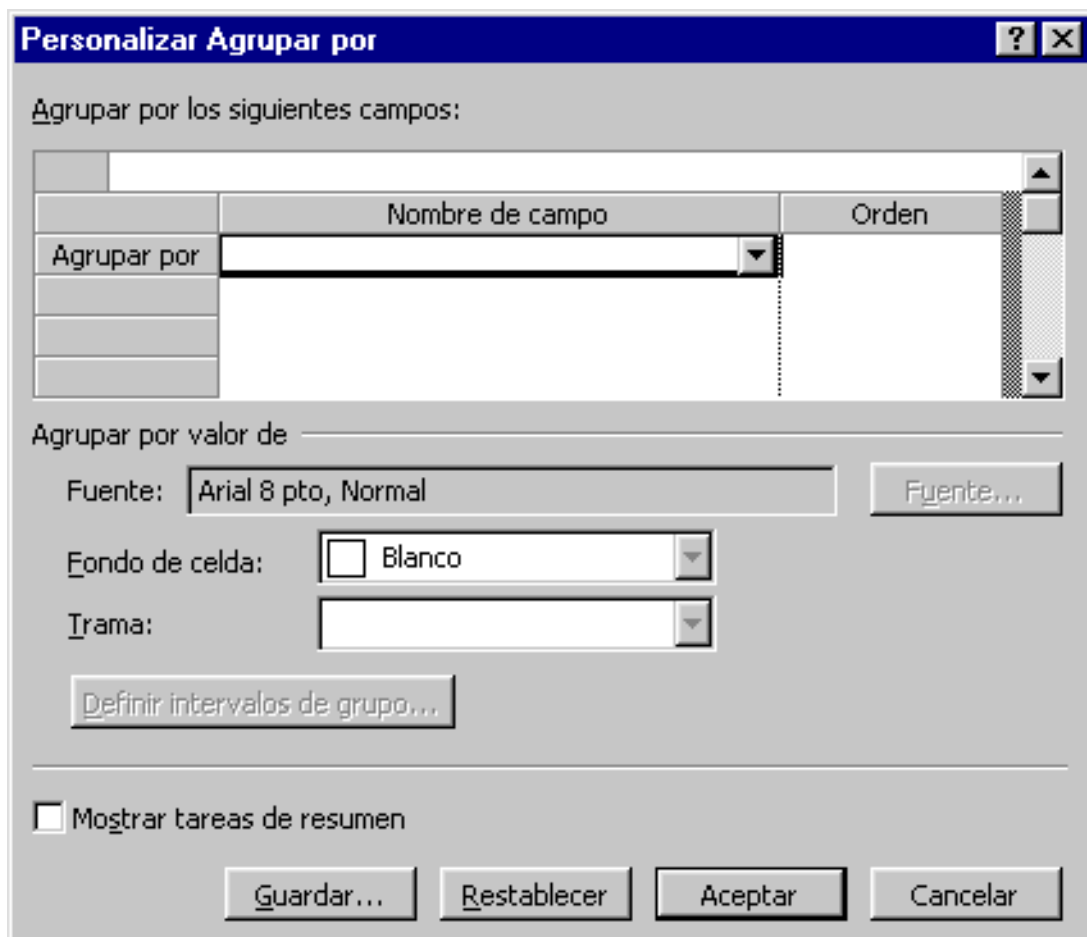 Personalizar Agrupar por
Agrupar por los siguientes campos:
Nombre de campo Orden
Agrupar por
Agrupar por valor de
Fuente: Arial 8 pto, Normal Fuente...
Fondo de celda: Blanco
Trama:
Definir intervalos de grupo...
Mostrar tareas de resumen
Guardar... Restablecer Aceptar Cancelar